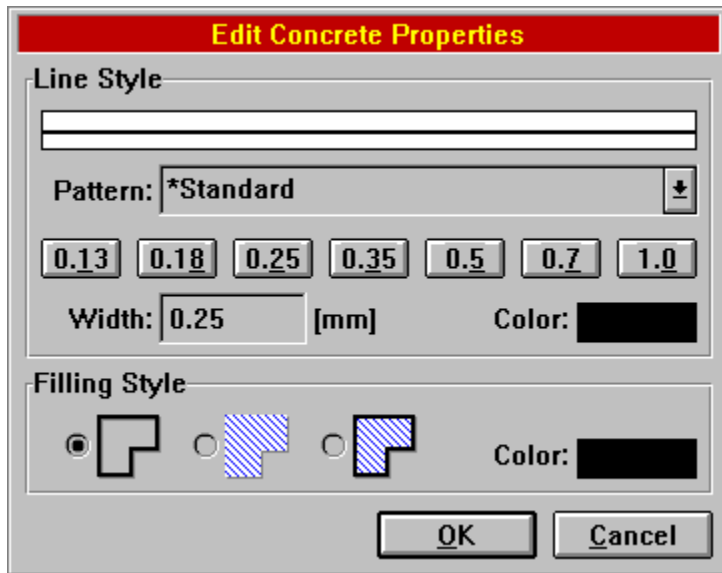 Edit Concrete Properties
Line Style
Pattern: *Standard
0.13 0.18 0.25 0.35 0.5 0.7 1.0
Width: 0.25 [mm] Color:
Filling Style
Color:
OK Cancel